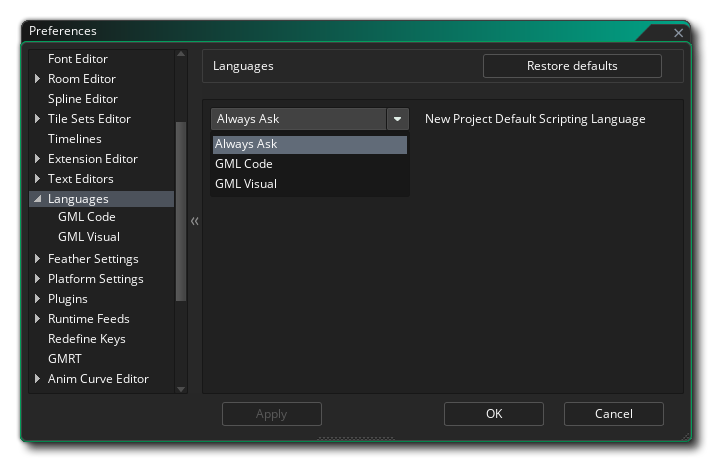 Preferences
Font Editor
Room Editor
Spline Editor
Tile Sets Editor
Timelines
Extension Editor
Text Editors
Languages
GML Code
GML Visual
Feather Settings
Platform Settings
Plugins
Runtime Feeds
Redefine Keys
GMRT
Anim Curve Editor
Languages
Restore defaults
Always Ask
New Project Default Scripting Language
Always Ask
GML Code
GML Visual
Apply
OK
Cancel